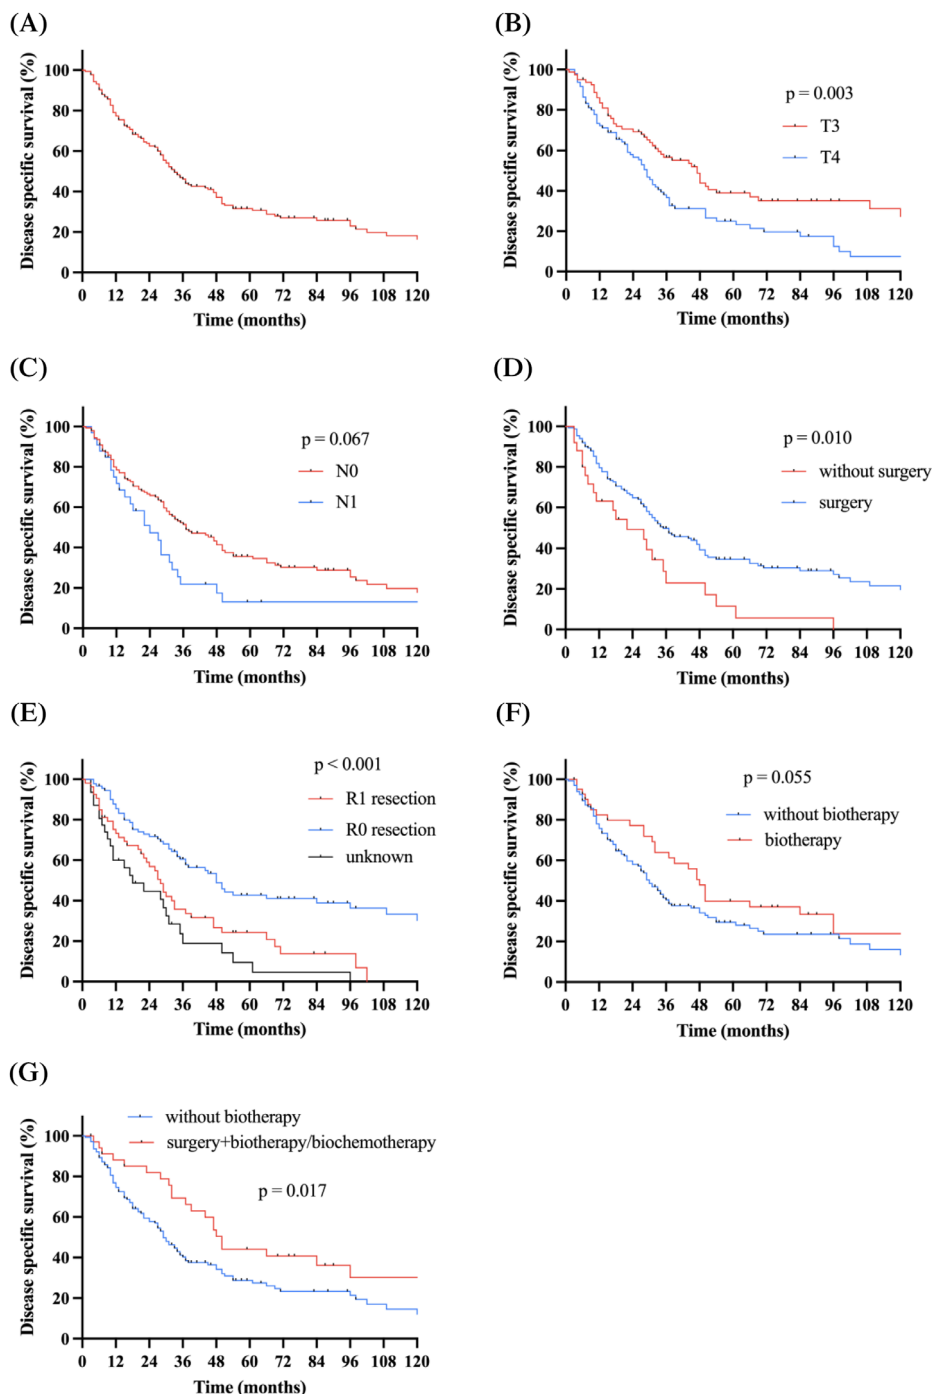 (A)
Disease specific survival (%)
100
80
60
40
20
0
0 12 24 36 48 60 72 84 96 108 120
Time (months)
(B)
Disease specific survival (%)
100
80
60
40
20
0
p = 0.003
T3
T4
0 12 24 36 48 60 72 84 96 108 120
Time (months)
(C)
Disease specific survival (%)
100
80
60
40
20
0
p = 0.067
N0
N1
0 12 24 36 48 60 72 84 96 108 120
Time (months)
(D)
Disease specific survival (%)
100
80
60
40
20
0
p = 0.010
without surgery
surgery
0 12 24 36 48 60 72 84 96 108 120
Time (months)
(E)
Disease specific survival (%)
100
80
60
40
20
0
p < 0.001
R1 resection
R0 resection
unknown
0 12 24 36 48 60 72 84 96 108 120
Time (months)
(F)
Disease specific survival (%)
100
80
60
40
20
0
p = 0.055
without biotherapy
biotherapy
0 12 24 36 48 60 72 84 96 108 120
Time (months)
(G)
Disease specific survival (%)
100
80
60
40
20
0
without biotherapy
surgery+biotherapy/biochemotherapy
p = 0.017
0 12 24 36 48 60 72 84 96 108 120
Time (months)